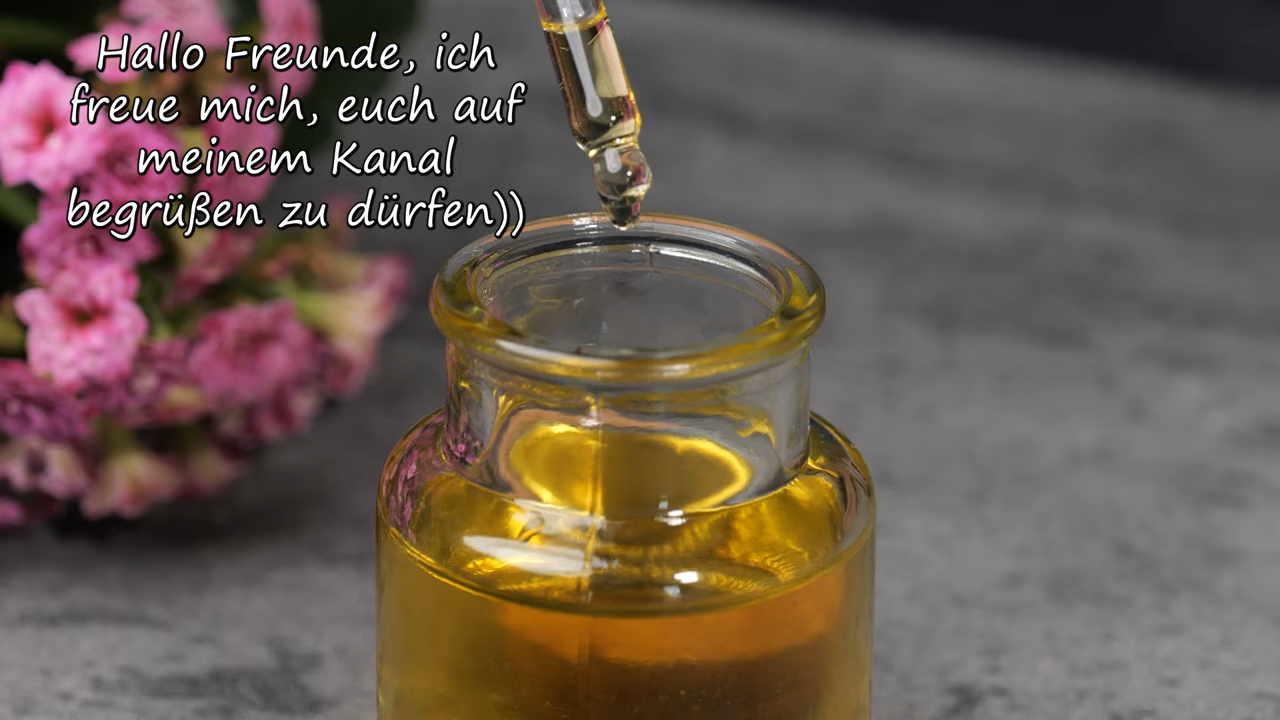 Hallo Freunde, ich
freue mich, euch auf
meinem Kanal
begrüßen zu dürfen))